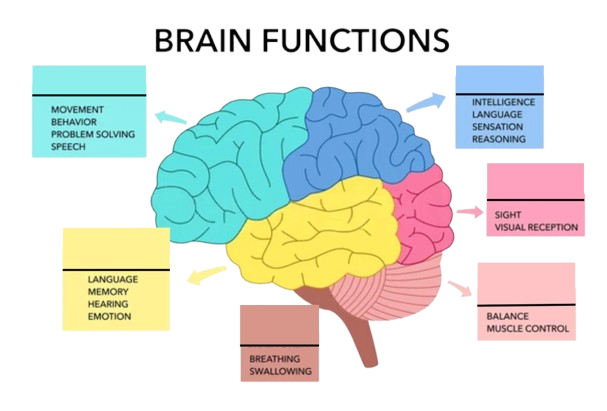 BRAIN FUNCTIONS
MOVEMENT
BEHAVIOR
PROBLEM SOLVING
SPEECH
INTELLIGENCE
LANGUAGE
SENSATION
REASONING
SIGHT
VISUAL RECEPTION
LANGUAGE
MEMORY
HEARING
EMOTION
BALANCE
MUSCLE CONTROL
BREATHING
SWALLOWING